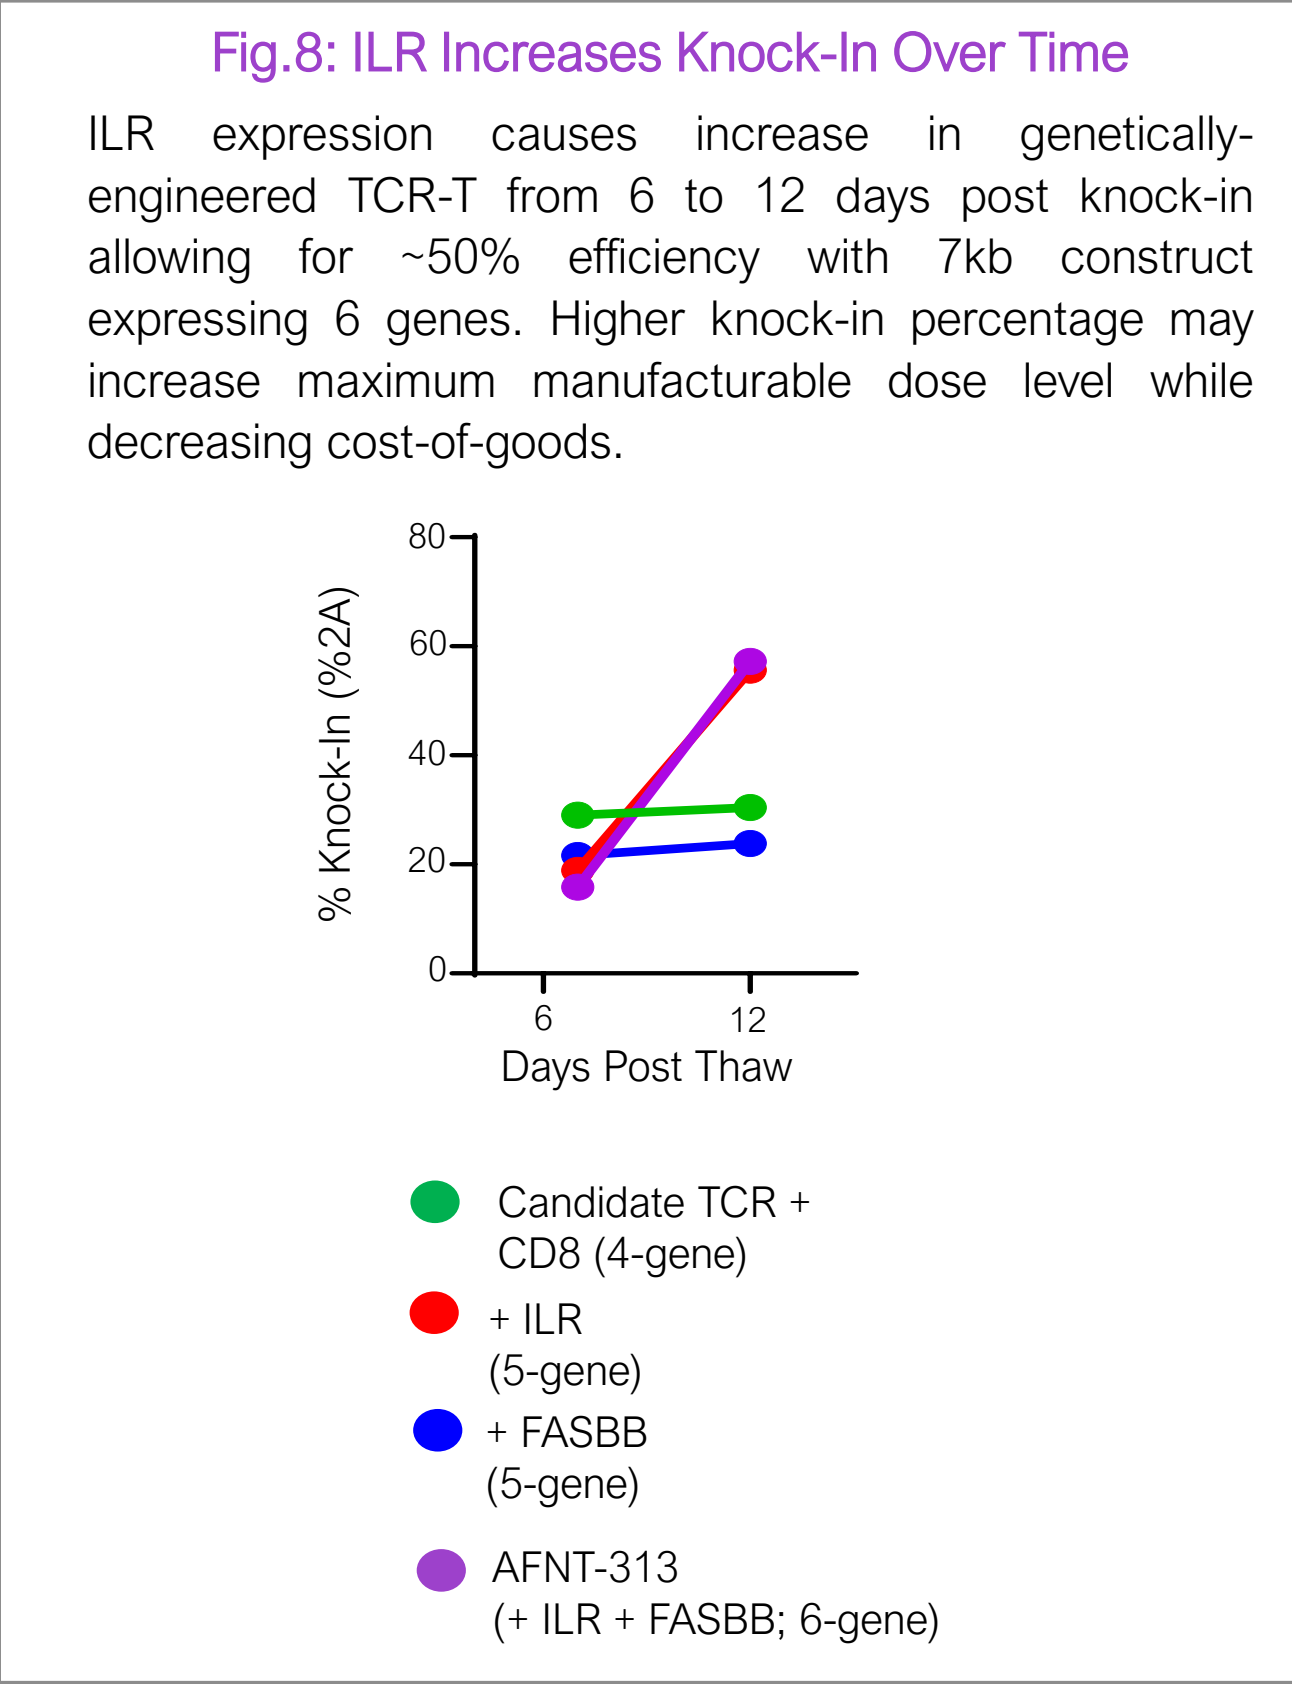 Fig.8: ILR Increases Knock-In Over Time
ILR expression causes increase in genetically-
engineered TCR-T from 6 to 12 days post knock-in
allowing for ~50% efficiency with 7kb construct
expressing 6 genes. Higher knock-in percentage may
increase maximum manufacturable dose level while
decreasing cost-of-goods.
80
60
40
20
0
% Knock-In (%2A)
6 12
Days Post Thaw
Candidate TCR +
CD8 (4-gene)
+ ILR
(5-gene)
+ FASBB
(5-gene)
AFNT-313
(+ ILR + FASBB; 6-gene)